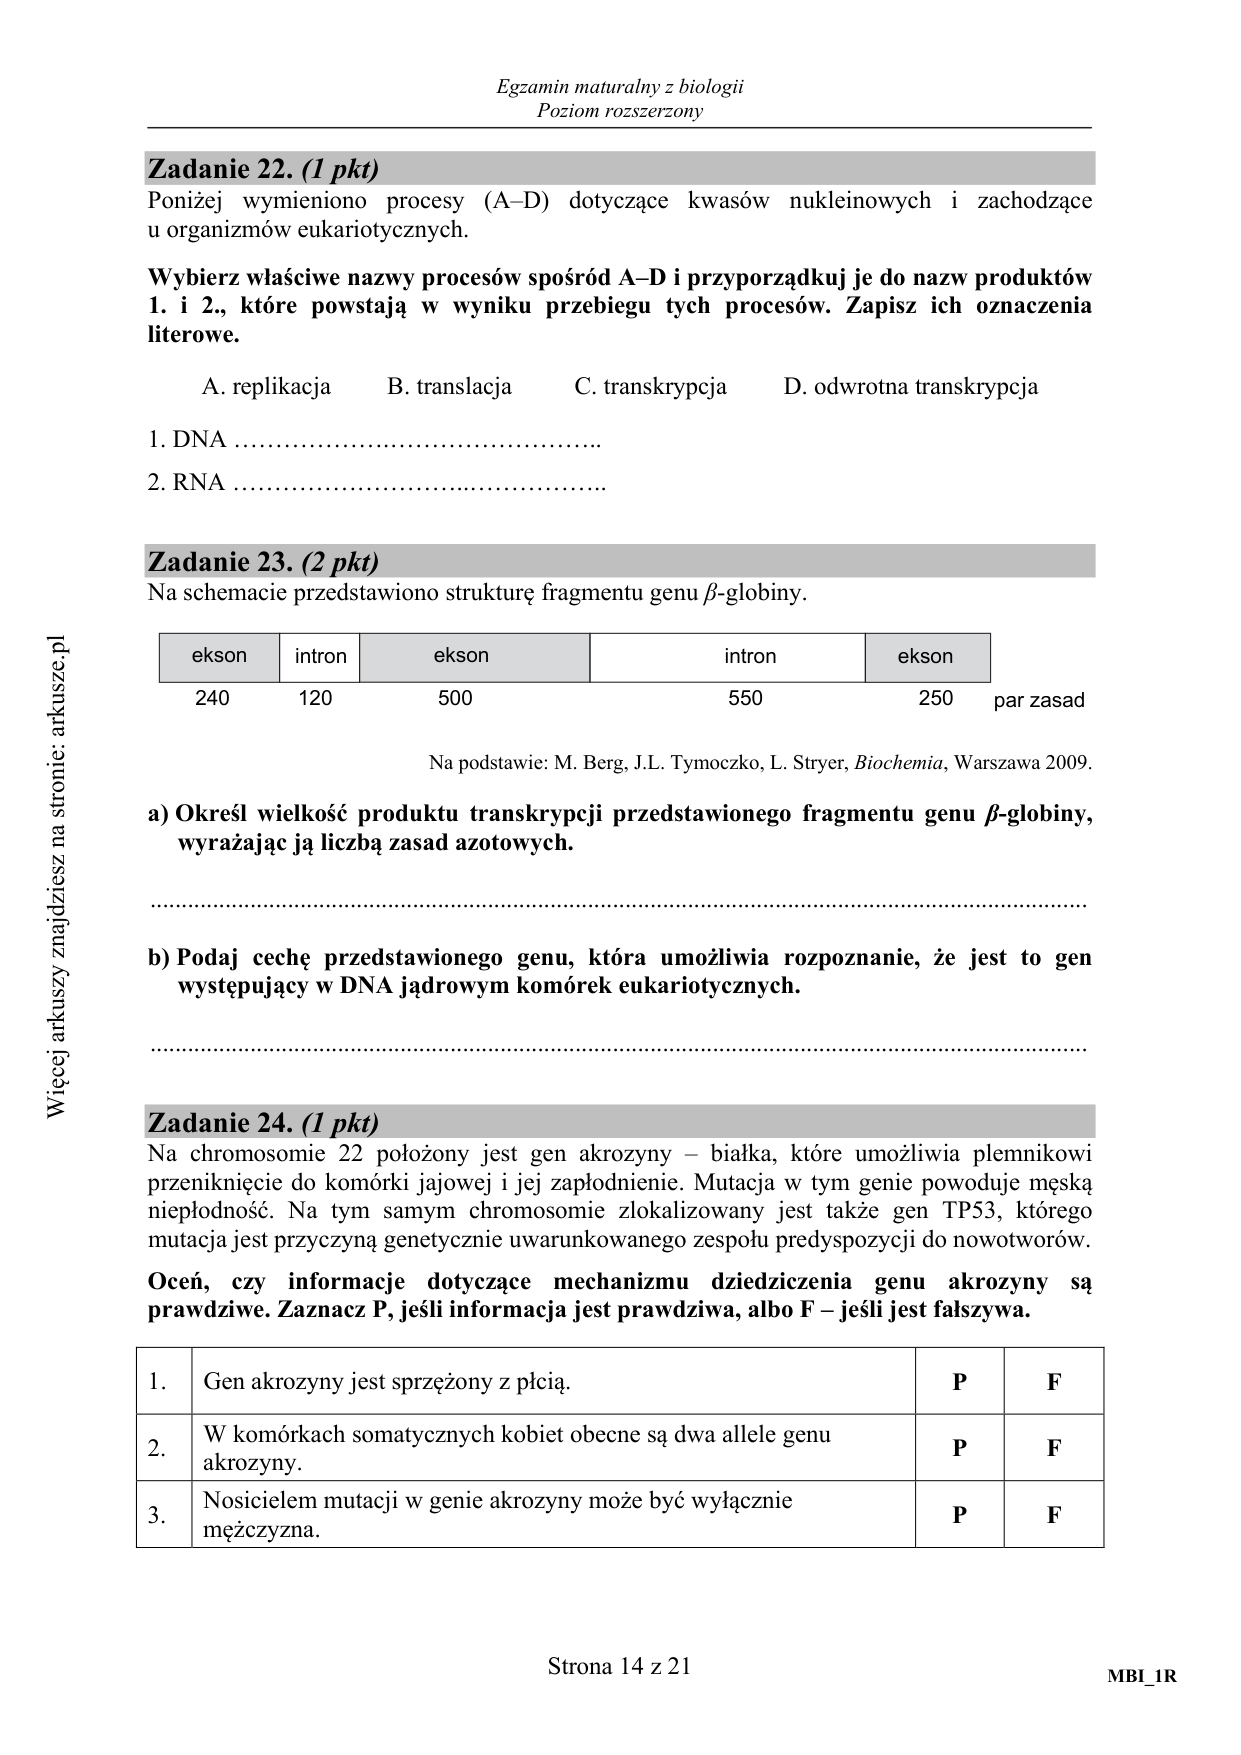 Egzamin maturalny z biologii
Poziom rozszerzony
Zadanie 22. (1 pkt)
Poniżej wymieniono procesy (A–D) dotyczące kwasów nukleinowych i zachodzące
u organizmów eukariotycznych.
Wybierz właściwe nazwy procesów spośród A–D i przyporządkuj je do nazw produktów
1. i 2., które powstają w wyniku przebiegu tych procesów. Zapisz ich oznaczenia
literowe.
A. replikacja B. translacja C. transkrypcja D. odwrotna transkrypcja
1. DNA ……………….……………………..
2. RNA ………………………..……………..
Zadanie 23. (2 pkt)
Na schemacie przedstawiono strukturę fragmentu genu β-globiny.
ekson intron ekson intron ekson
240 120 500 550 250 par zasad
Na podstawie: M. Berg, J.L. Tymoczko, L. Stryer, Biochemia, Warszawa 2009.
a) Określ wielkość produktu transkrypcji przedstawionego fragmentu genu β-globiny,
wyrażając ją liczbą zasad azotowych.
......................................................................................................................................................
b) Podaj cechę przedstawionego genu, która umożliwia rozpoznanie, że jest to gen
występujący w DNA jądrowym komórek eukariotycznych.
......................................................................................................................................................
Zadanie 24. (1 pkt)
Na chromosomie 22 położony jest gen akrozyny – białka, które umożliwia plemnikowi
przeniknięcie do komórki jajowej i jej zapłodnienie. Mutacja w tym genie powoduje męską
niepłodność. Na tym samym chromosomie zlokalizowany jest także gen TP53, którego
mutacja jest przyczyną genetycznie uwarunkowanego zespołu predyspozycji do nowotworów.
Oceń, czy informacje dotyczące mechanizmu dziedziczenia genu akrozyny są
prawdziwe. Zaznacz P, jeśli informacja jest prawdziwa, albo F – jeśli jest fałszywa.
1. Gen akrozyny jest sprzężony z płcią. P F
2. W komórkach somatycznych kobiet obecne są dwa allele genu
akrozyny. P F
3. Nosicielem mutacji w genie akrozyny może być wyłącznie
mężczyzna. P F
Strona 14 z 21
MBI_1R
Więcej arkuszy znajdziesz na stronie: arkusze.pl